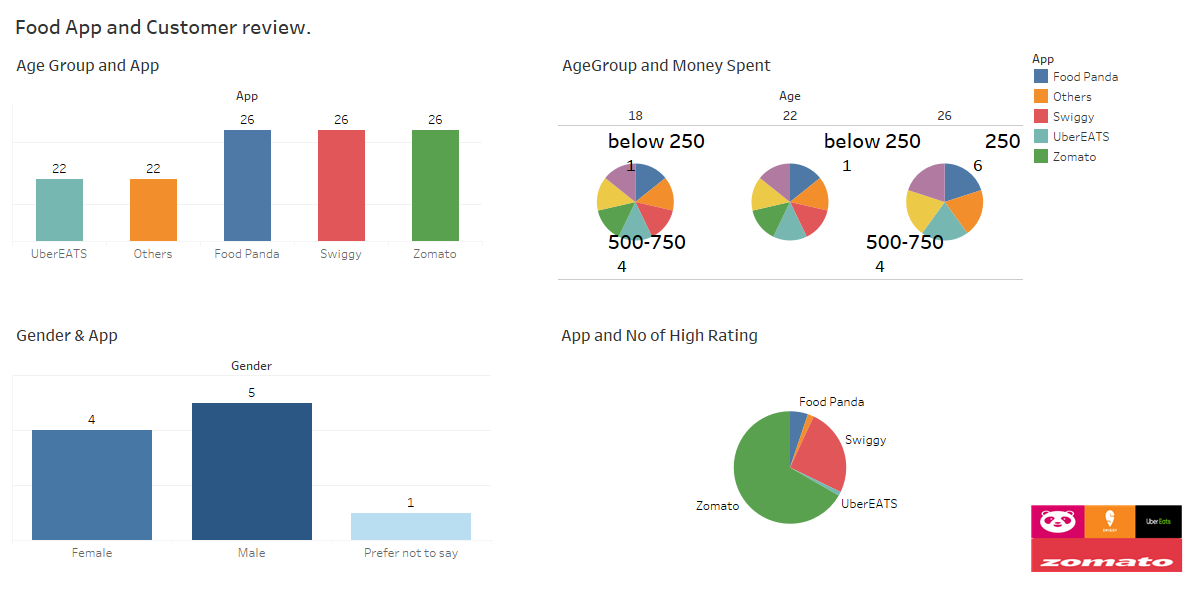 Food App and Customer review.
Age Group and App
App
22
22
26
26
26
UberEATS
Others
Food Panda
Swiggy
Zomato
AgeGroup and Money Spent
Age
18
22
26
below 250
1
below 250
1
250
6
500-750
4
500-750
4
App
Food Panda
Others
Swiggy
UberEATS
Zomato
Gender & App
Gender
4
5
1
Female
Male
Prefer not to say
App and No of High Rating
Food Panda
Swiggy
UberEATS
Zomato
Uber Eats
zomato